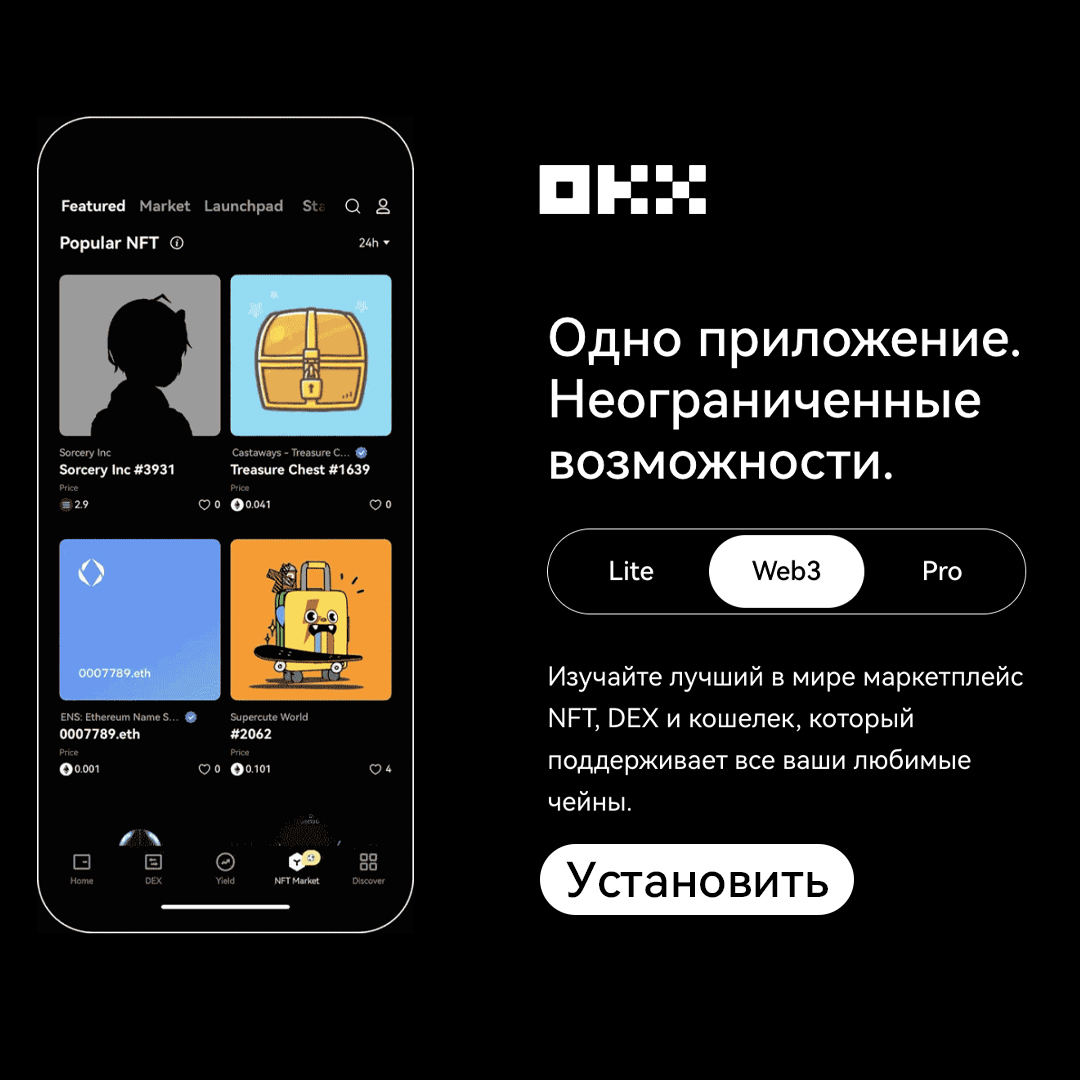 Featured Market Launchpad Sta
Popular NFT
24h
Sorcery Inc
Sorcery Inc #3931
Price
2.9
0
Castaways - Treasure C...
Treasure Chest #1639
Price
0.041
0
0007789.eth
ENS: Ethereum Name S...
0007789.eth
Price
0.001
0
Supercute World
#2062
Price
0.101
4
Home
DEX
Yield
NFT Market
Discover
OKX
Одно приложение.
Неограниченные
возможности.
Lite Web3 Pro
Изучайте лучший в мире маркетплейс
NFT, DEX и кошелек, который
поддерживает все ваши любимые
чейны.
Установить